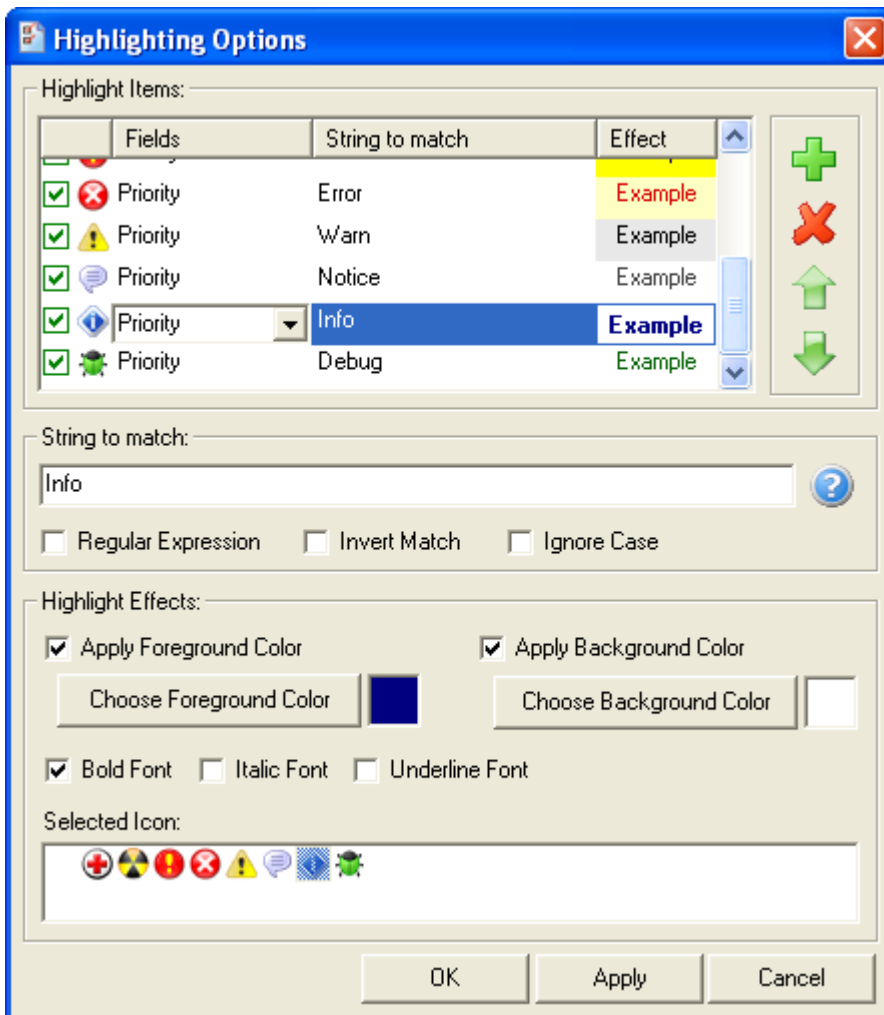 Highlighting Options
Highlight Items:
Fields String to match Effect
Priority Error Example
Priority Warn Example
Priority Notice Example
Priority Info Example
Priority Debug Example
String to match:
Info
Regular Expression Invert Match Ignore Case
Highlight Effects:
Apply Foreground Color Apply Background Color
Choose Foreground Color Choose Background Color
Bold Font Italic Font Underline Font
Selected Icon:
OK Apply Cancel